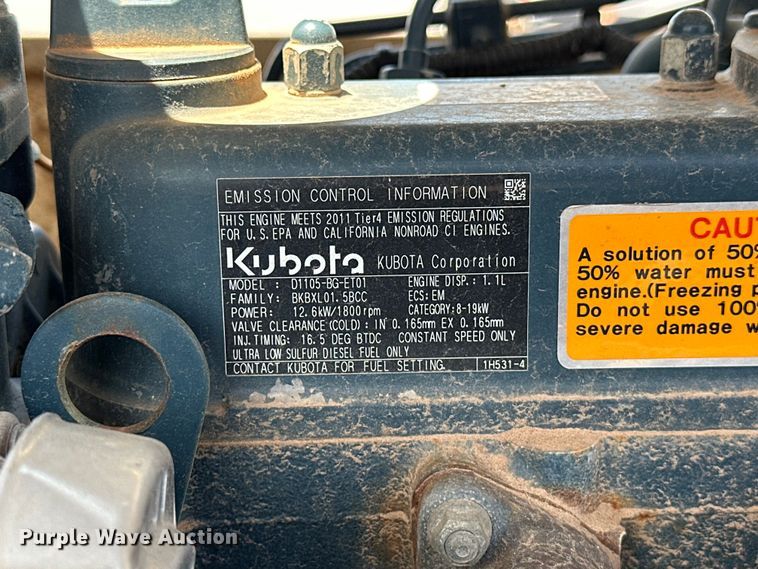 EMISSION CONTROL INFORMATION
THIS ENGINE MEETS 2011 Tier4 EMISSION REGULATIONS
FOR U.S.EPA AND CALIFORNIA NONROAD CI ENGINES.
Kubota KUBOTA Corporation
MODEL : D1105-BG-ET01 ENGINE DISP.: 1.1L
FAMILY: BKBXL01.5BCC ECS:EM
POWER : 12.6kW/1800rpm CATEGORY:8-19kW
VALVE CLEARANCE(COLD): IN 0.165mm EX 0.165mm
INJ.TIMING: 16.5 DEG BTDC CONSTANT SPEED ONLY
ULTRA LOW SULFUR DIESEL FUEL ONLY
CONTACT KUBOTA FOR FUEL SETTING. 1H531-4
CAU
A solution of 50%
50% water must
engine.(Freezing p
Do not use 100%
severe damage w
Purple Wave Auction